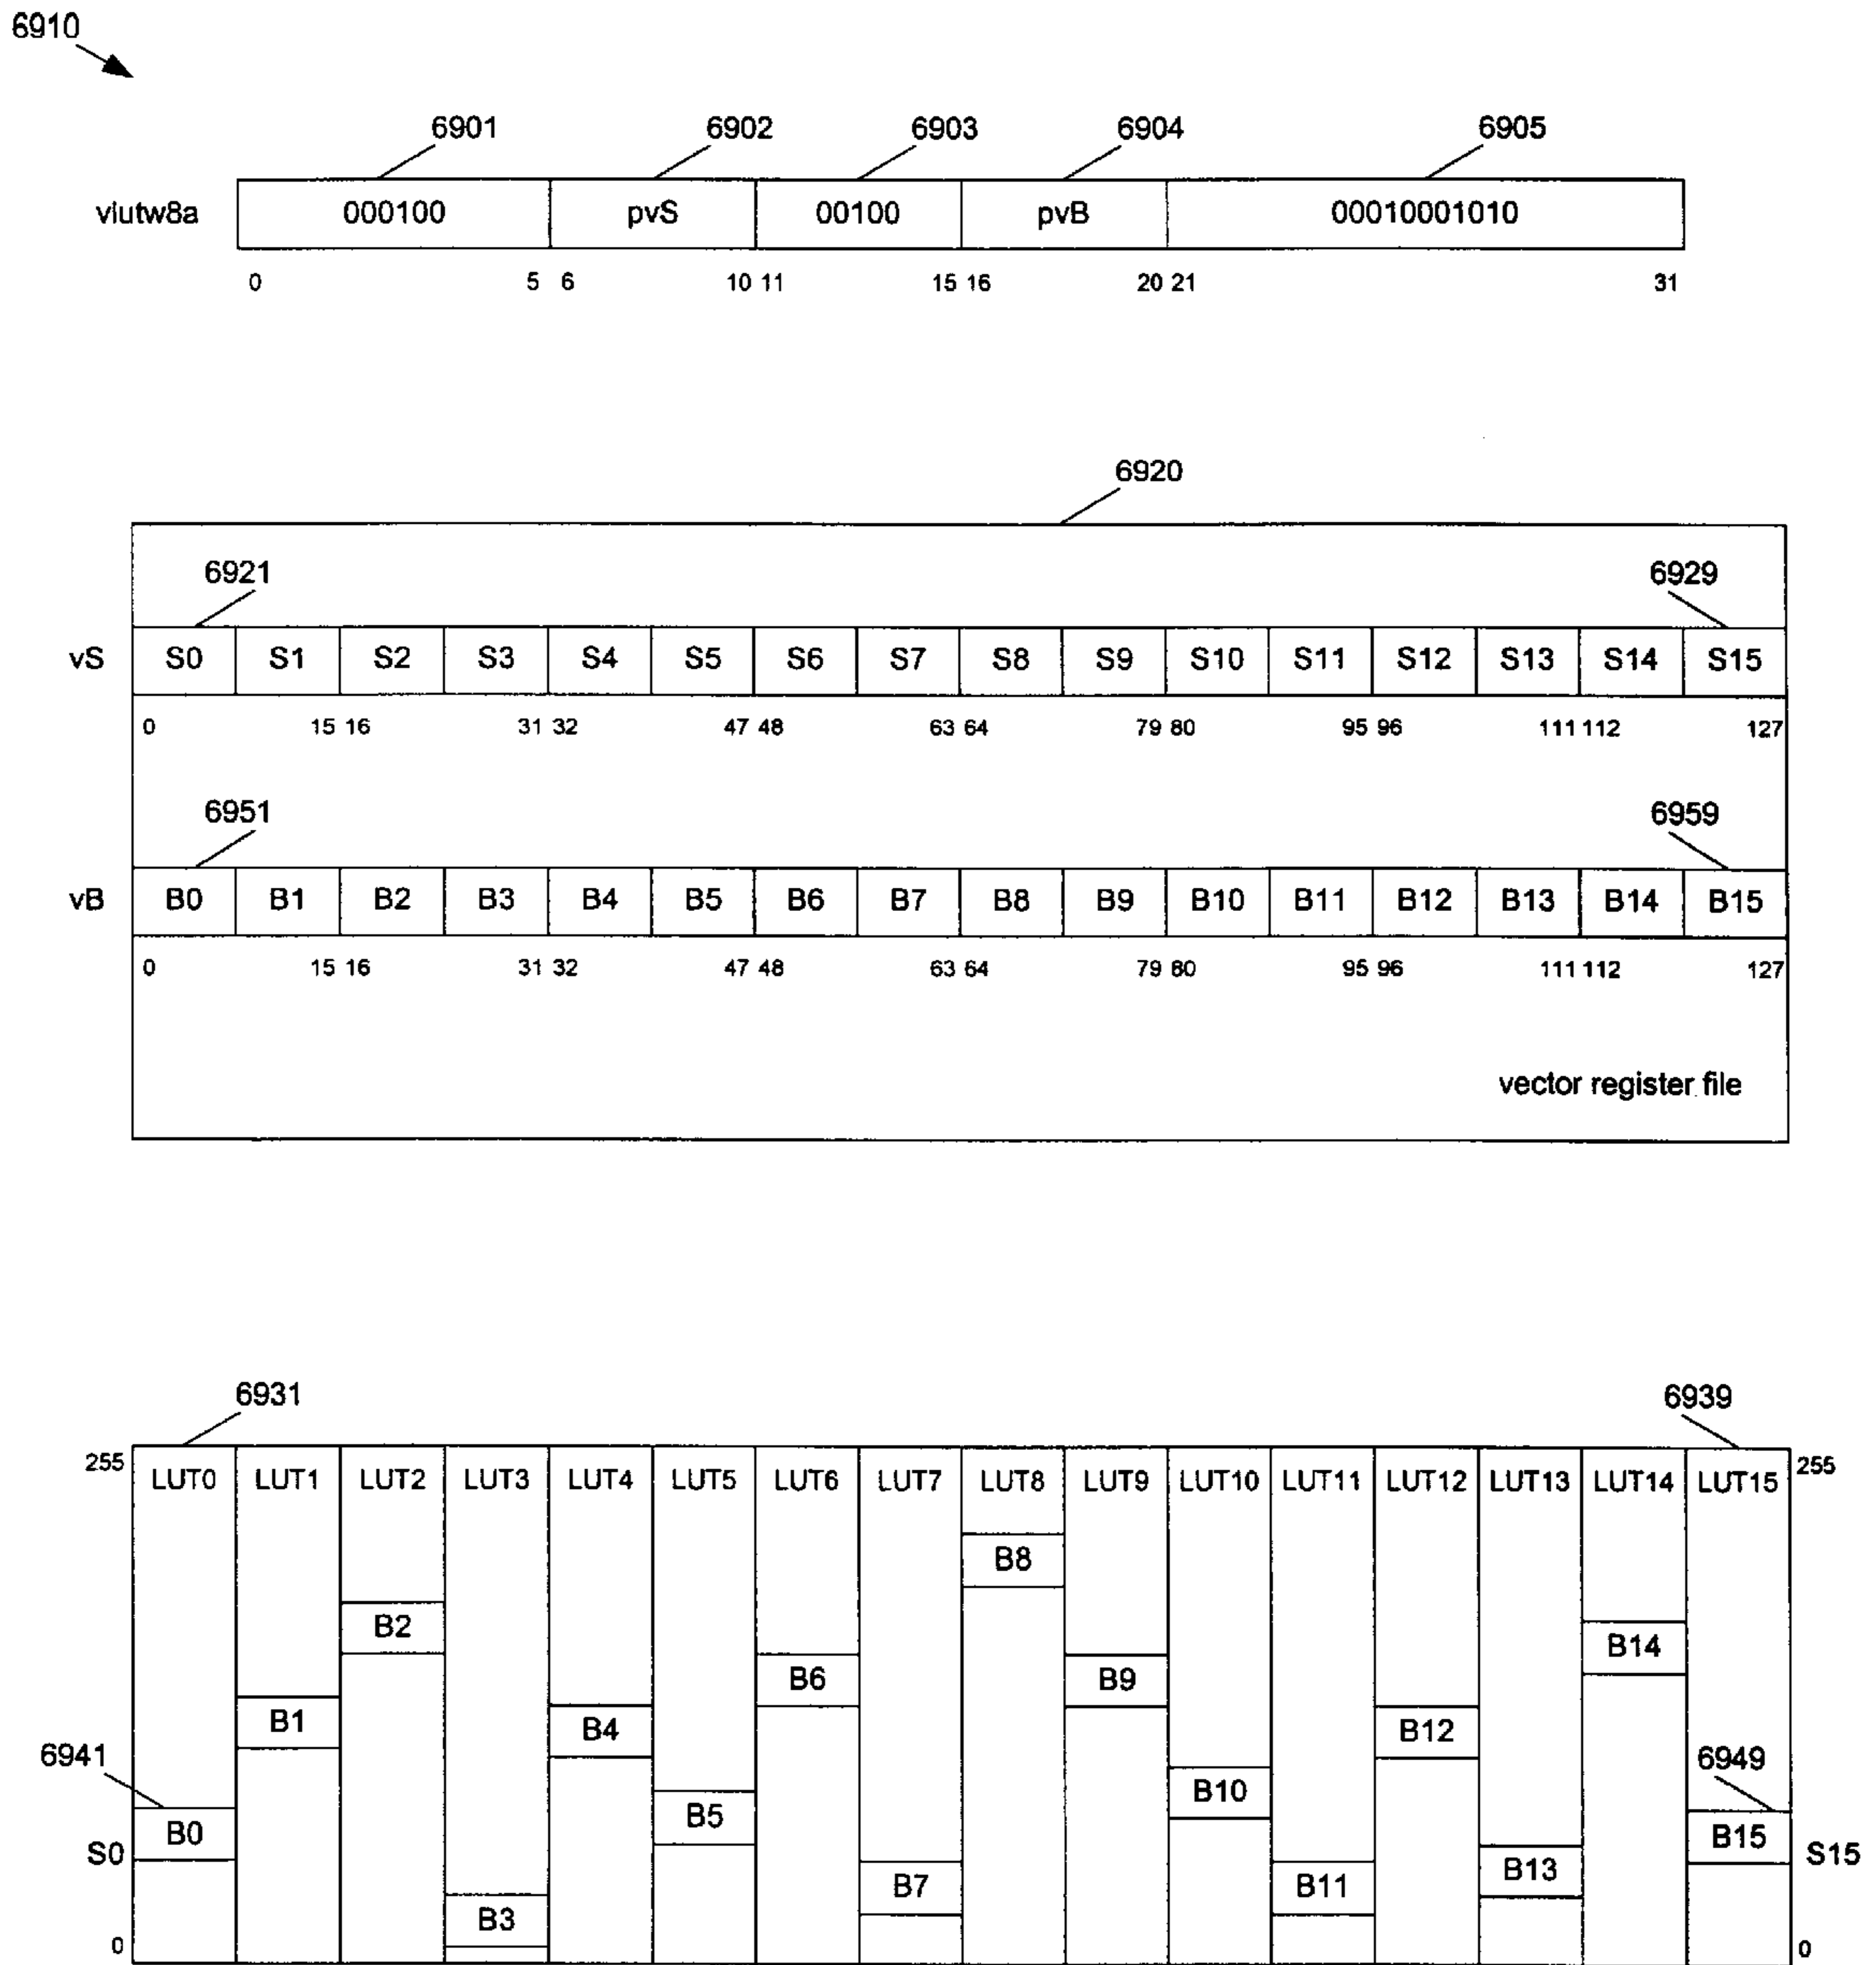 6910
6901 6902 6903 6904 6905
vlutw8a 000100 pvS 00100 pvB 00010001010
0 5 6 10 11 15 16 20 21 31
6920
6921 6929
vS S0 S1 S2 S3 S4 S5 S6 S7 S8 S9 S10 S11 S12 S13 S14 S15
0 15 16 31 32 47 48 63 64 79 80 95 96 111 112 127
6951 6959
vB B0 B1 B2 B3 B4 B5 B6 B7 B8 B9 B10 B11 B12 B13 B14 B15
0 15 16 31 32 47 48 63 64 79 80 95 96 111 112 127
vector register file
6931 6939
255 LUT0 LUT1 LUT2 LUT3 LUT4 LUT5 LUT6 LUT7 LUT8 LUT9 LUT10 LUT11 LUT12 LUT13 LUT14 LUT15 255
B8
B2 B14
B6 B9
B1 B4 B12
6941 6949
B10
B5
S0 B0 B15 S15
B13
B7 B11
B3
0 0